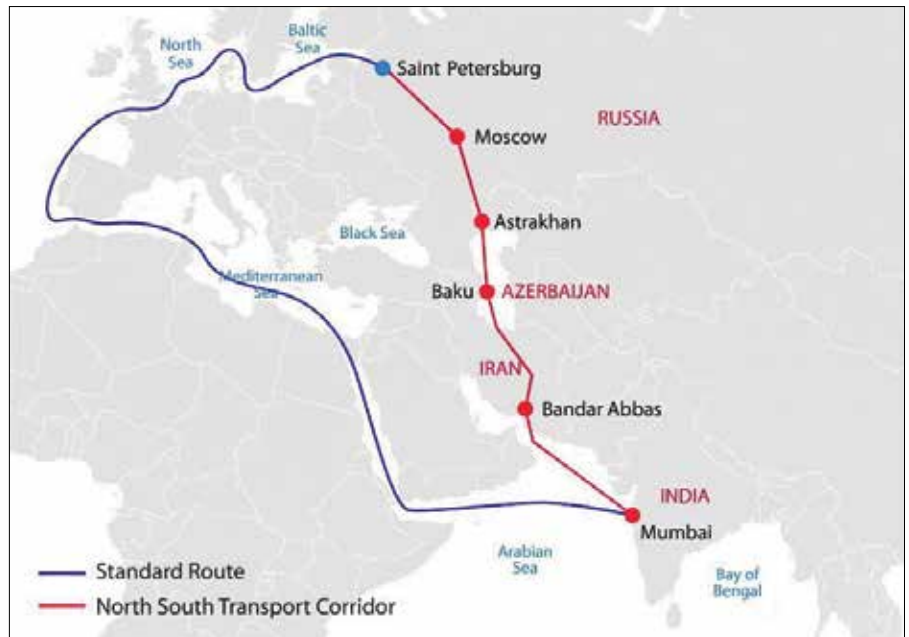 North
Sea
Baltic
Sea
Saint Petersburg
RUSSIA
Moscow
Astrakhan
Black Sea
Mediterranean
Sea
Baku
AZERBAIJAN
IRAN
Bandar Abbas
INDIA
Mumbai
Arabian
Sea
Bay of
Bengal
Standard Route
North South Transport Corridor